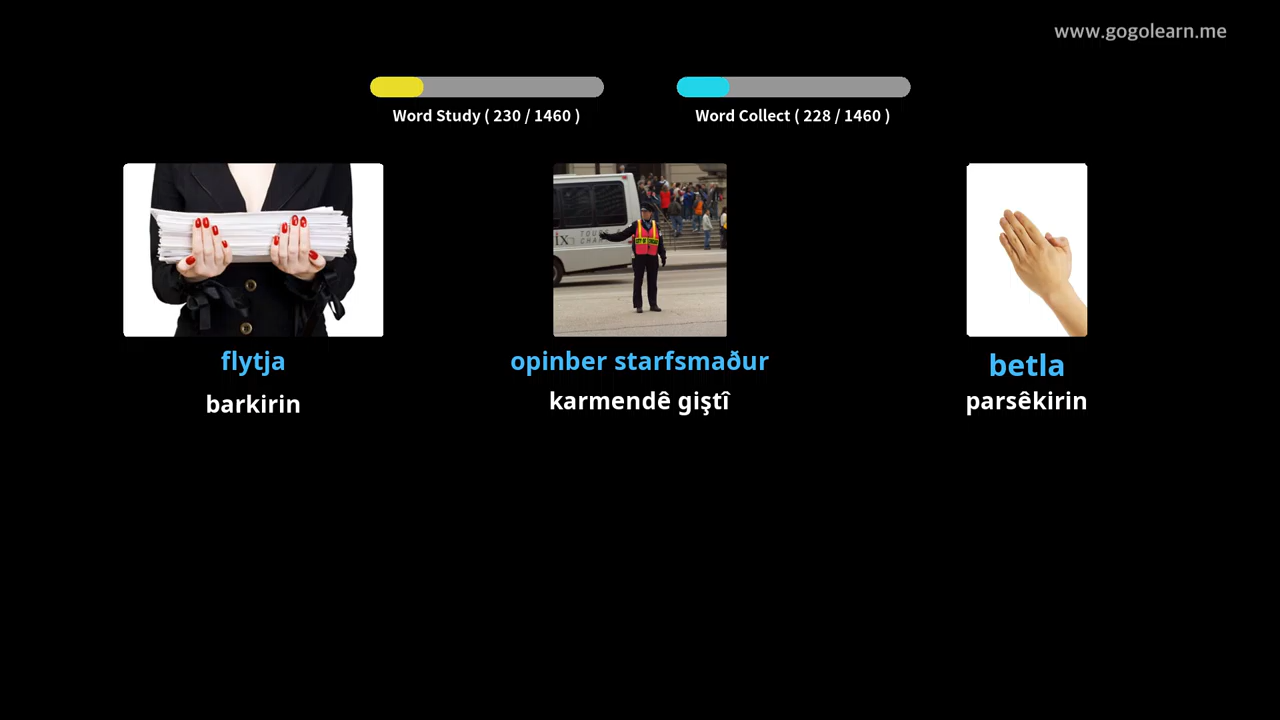 www.gogolearn.me
Word Study ( 230 / 1460 )
Word Collect ( 228 / 1460 )
flytja
opinber starfsmaður
betla
barkirin
karmendê giştî
parsêkirin